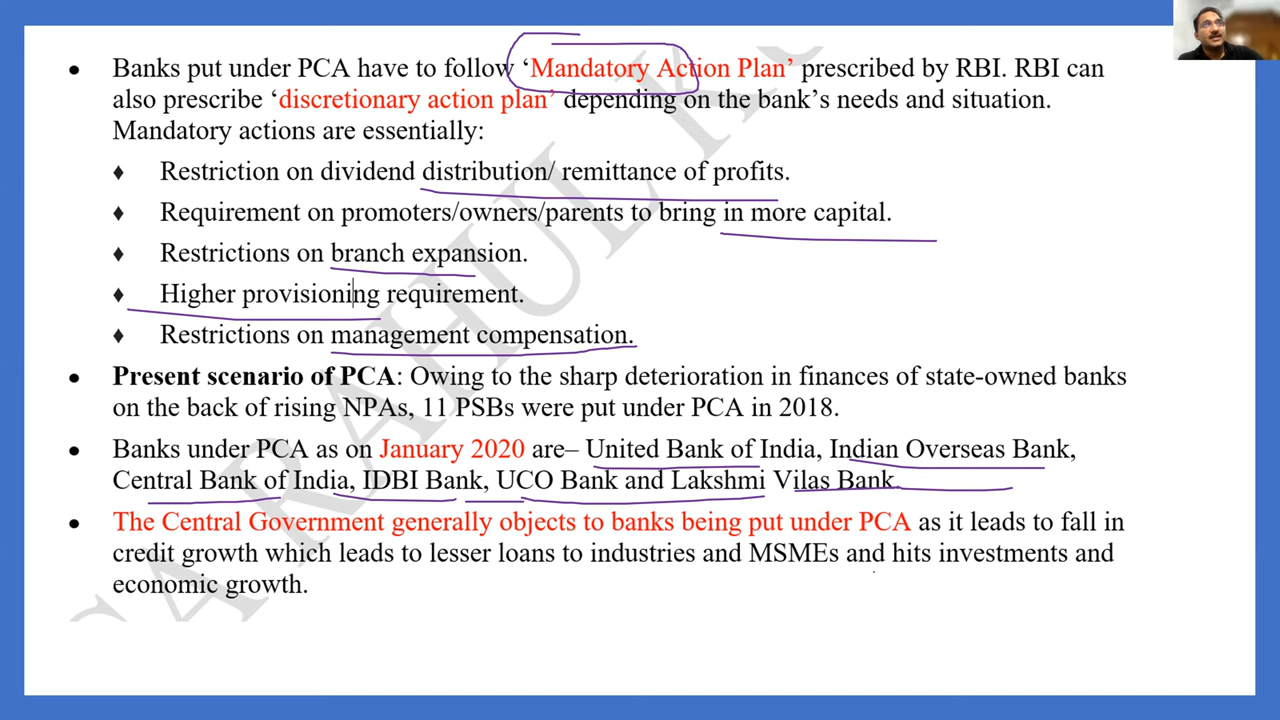 • Banks put under PCA have to follow ‘Mandatory Action Plan’ prescribed by RBI. RBI can
also prescribe ‘discretionary action plan’ depending on the bank’s needs and situation.
Mandatory actions are essentially:
♦ Restriction on dividend distribution/ remittance of profits.
♦ Requirement on promoters/owners/parents to bring in more capital.
♦ Restrictions on branch expansion.
♦ Higher provisioning requirement.
♦ Restrictions on management compensation.
• Present scenario of PCA: Owing to the sharp deterioration in finances of state-owned banks
on the back of rising NPAs, 11 PSBs were put under PCA in 2018.
• Banks under PCA as on January 2020 are– United Bank of India, Indian Overseas Bank,
Central Bank of India, IDBI Bank, UCO Bank and Lakshmi Vilas Bank.
• The Central Government generally objects to banks being put under PCA as it leads to fall in
credit growth which leads to lesser loans to industries and MSMEs and hits investments and
economic growth.
CA RAHUL